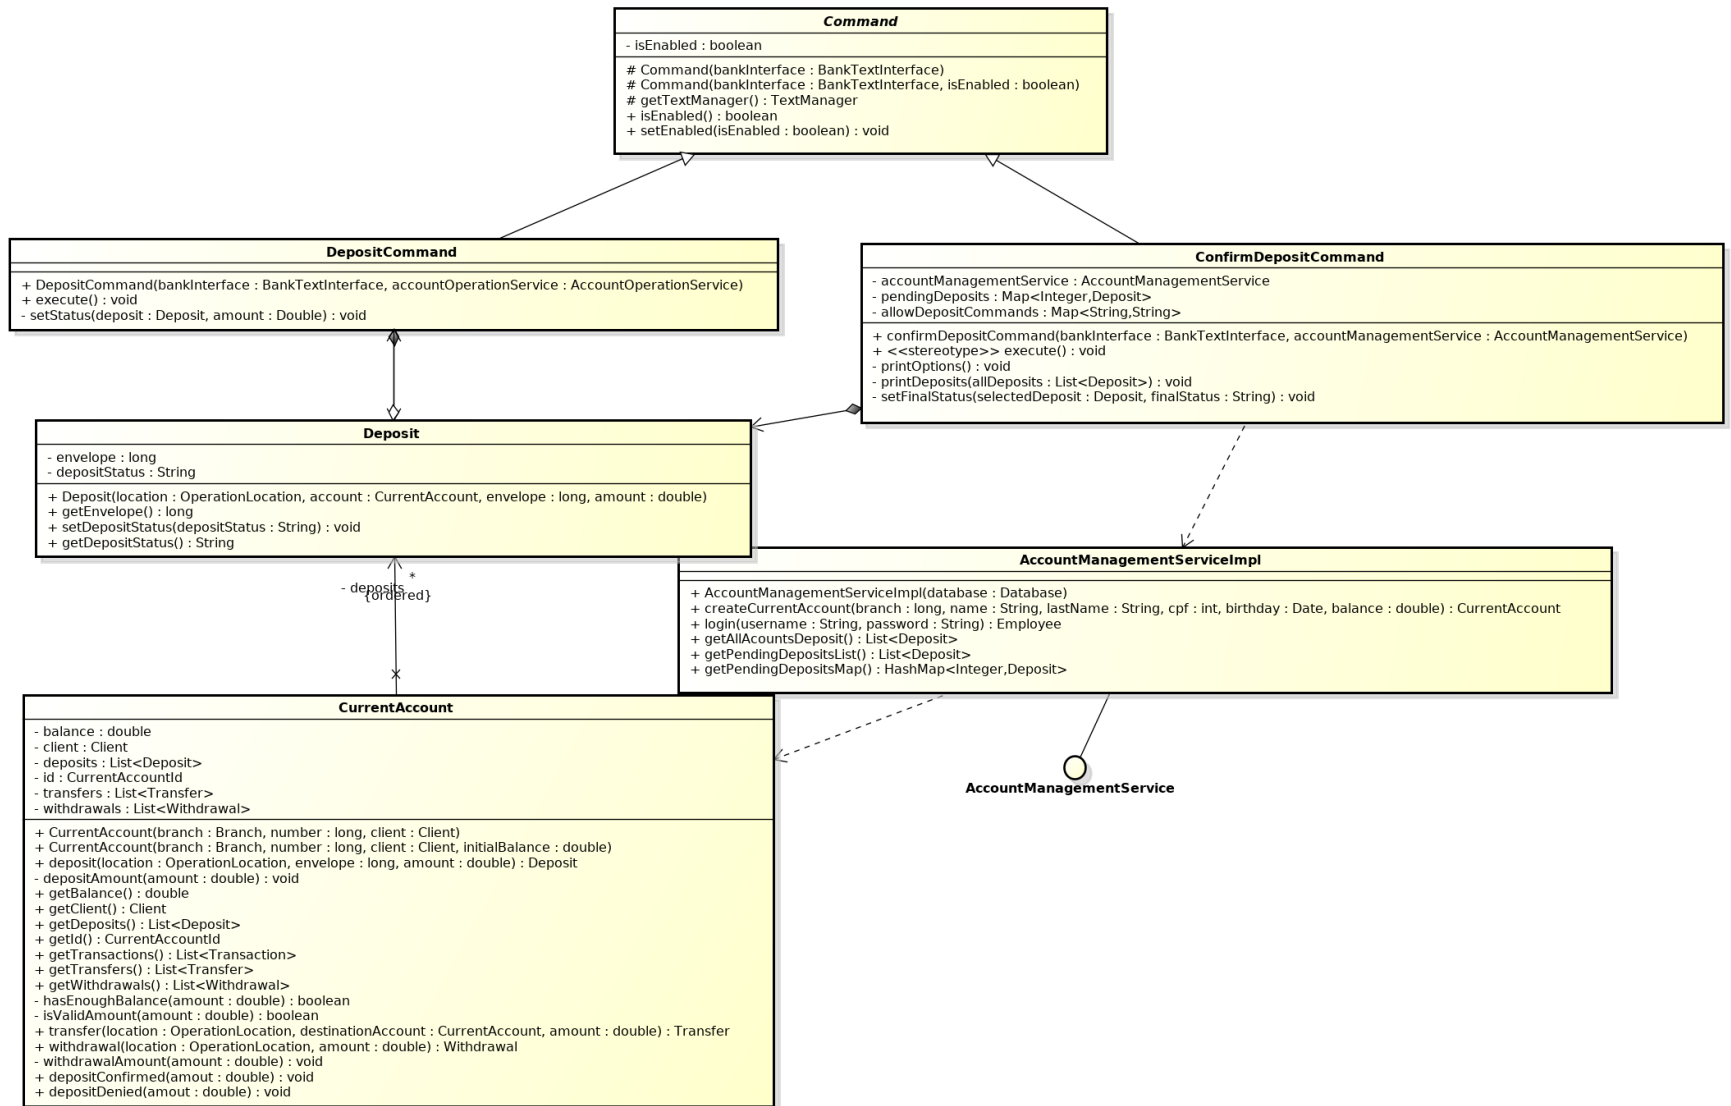 Command
- isEnabled : boolean
# Command(bankInterface : BankTextInterface)
# Command(bankInterface : BankTextInterface, isEnabled : boolean)
# getTextManager() : TextManager
+ isEnabled() : boolean
+ setEnabled(isEnabled : boolean) : void
DepositCommand
+ DepositCommand(bankInterface : BankTextInterface, accountOperationService : AccountOperationService)
+ execute() : void
- setStatus(deposit : Deposit, amount : Double) : void
ConfirmDepositCommand
- accountManagementService : AccountManagementService
- pendingDeposits : Map<Integer,Deposit>
- allowDepositCommands : Map<String,String>
+ confirmDepositCommand(bankInterface : BankTextInterface, accountManagementService : AccountManagementService)
+ <<stereotype>> execute() : void
- printOptions() : void
- printDeposits(allDeposits : List<Deposit>) : void
- setFinalStatus(selectedDeposit : Deposit, finalStatus : String) : void
Deposit
- envelope : long
- depositStatus : String
+ Deposit(location : OperationLocation, account : CurrentAccount, envelope : long, amount : double)
+ getEnvelope() : long
+ setDepositStatus(depositStatus : String) : void
+ getDepositStatus() : String
*
- deposits
{ordered}
AccountManagementServiceImpl
+ AccountManagementServiceImpl(database : Database)
+ createCurrentAccount(branch : long, name : String, lastName : String, cpf : int, birthday : Date, balance : double) : CurrentAccount
+ login(username : String, password : String) : Employee
+ getAllAcountsDeposit() : List<Deposit>
+ getPendingDepositsList() : List<Deposit>
+ getPendingDepositsMap() : HashMap<Integer,Deposit>
AccountManagementService
CurrentAccount
- balance : double
- client : Client
- deposits : List<Deposit>
- id : CurrentAccountId
- transfers : List<Transfer>
- withdrawals : List<Withdrawal>
+ CurrentAccount(branch : Branch, number : long, client : Client)
+ CurrentAccount(branch : Branch, number : long, client : Client, initialBalance : double)
+ deposit(location : OperationLocation, envelope : long, amount : double) : Deposit
- depositAmount(amount : double) : void
+ getBalance() : double
+ getClient() : Client
+ getDeposits() : List<Deposit>
+ getId() : CurrentAccountId
+ getTransactions() : List<Transaction>
+ getTransfers() : List<Transfer>
+ getWithdrawals() : List<Withdrawal>
- hasEnoughBalance(amount : double) : boolean
- isValidAmount(amount : double) : boolean
+ transfer(location : OperationLocation, destinationAccount : CurrentAccount, amount : double) : Transfer
+ withdrawal(location : OperationLocation, amount : double) : Withdrawal
- withdrawalAmount(amount : double) : void
+ depositConfirmed(amout : double) : void
+ depositDenied(amout : double) : void